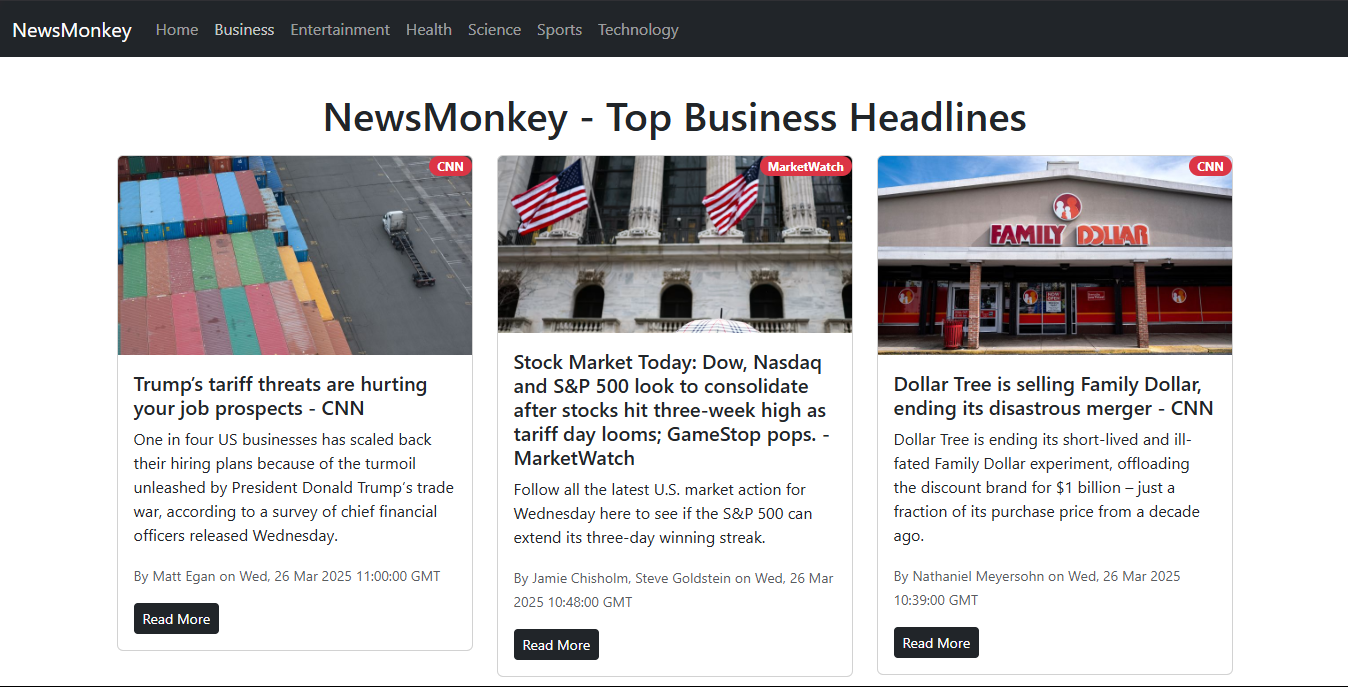 NewsMonkey Home Business Entertainment Health Science Sports Technology
NewsMonkey - Top Business Headlines
CNN
Trump’s tariff threats are hurting
your job prospects - CNN
One in four US businesses has scaled back
their hiring plans because of the turmoil
unleashed by President Donald Trump’s trade
war, according to a survey of chief financial
officers released Wednesday.
By Matt Egan on Wed, 26 Mar 2025 11:00:00 GMT
Read More
MarketWatch
Stock Market Today: Dow, Nasdaq
and S&P 500 look to consolidate
after stocks hit three-week high as
tariff day looms; GameStop pops. -
MarketWatch
Follow all the latest U.S. market action for
Wednesday here to see if the S&P 500 can
extend its three-day winning streak.
By Jamie Chisholm, Steve Goldstein on Wed, 26 Mar
2025 10:48:00 GMT
Read More
CNN
FAMILY DOLLAR
Dollar Tree is selling Family Dollar,
ending its disastrous merger - CNN
Dollar Tree is ending its short-lived and ill-
fated Family Dollar experiment, offloading
the discount brand for $1 billion – just a
fraction of its purchase price from a decade
ago.
By Nathaniel Meyersohn on Wed, 26 Mar 2025
10:39:00 GMT
Read More